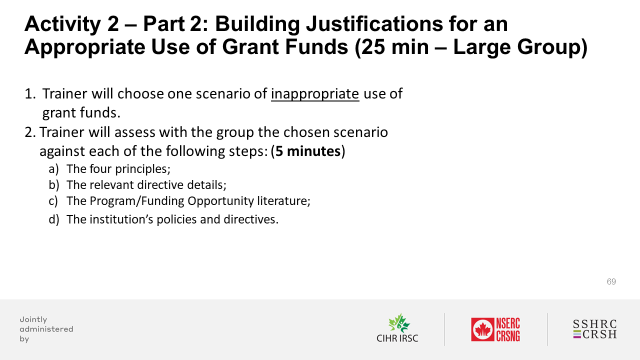 Activity 2 – Part 2: Building Justifications for an
Appropriate Use of Grant Funds (25 min – Large Group)
1. Trainer will choose one scenario of inappropriate use of
grant funds.
2. Trainer will assess with the group the chosen scenario
against each of the following steps: (5 minutes)
a) The four principles;
b) The relevant directive details;
c) The Program/Funding Opportunity literature;
d) The institution's policies and directives.
69
Jointly
administered
by
CIHR IRSC
NSERC
CRSNG
SSHRC
CRSH